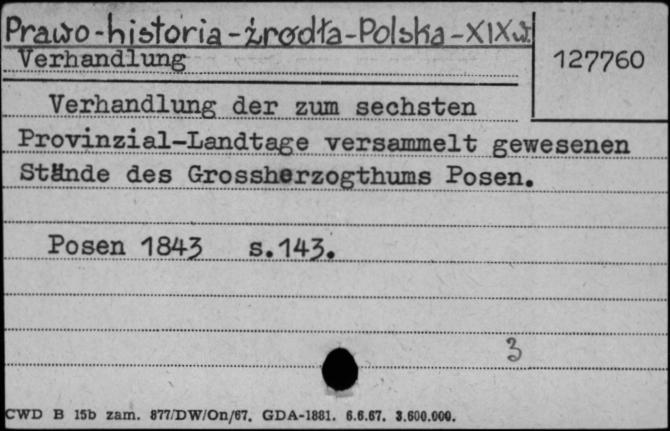 Prawo-historia-źródła-Polska-XIXw.
Verhandlung
127760
Verhandlung der zum sechsten
Provinzial-Landtage versammelt gewesenen
Stände des Grossherzogthums Posen.
Posen 1843 s.143.
3
CWD B 15b zam. 877/DW/On/67. GDA-1881. 6.6.67. 3.600.000.